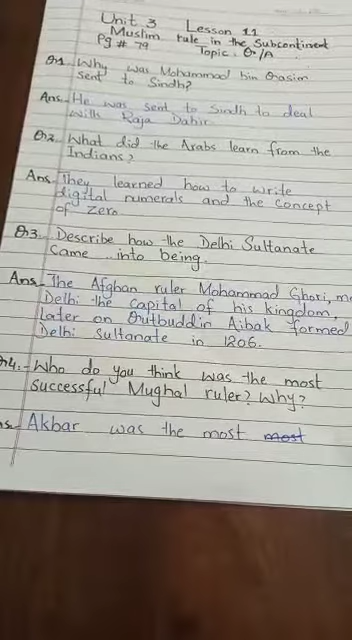 Unit 3 Lesson 11
Muslim rule in the Subcontinent
Pg # 79 Topic: Q/A
Q1. Why was Mohammad bin Qasim
sent to Sindh?
Ans. He was sent to Sindh to deal
with Raja Dahir
Q2. What did the Arabs learn from the
Indians?
Ans. They learned how to write
digital numerals and the concept
of zero.
Q3. Describe how the Delhi Sultanate
Came into being.
Ans. The Afghan ruler Mohammad Ghori, m
Delhi the capital of his kingdom,
Later on Qutbuddin Aibak formed
Delhi sultanate in 1206.
Q4. Who do you think was the most
successful Mughal ruler? Why?
ns. Akbar was the most most